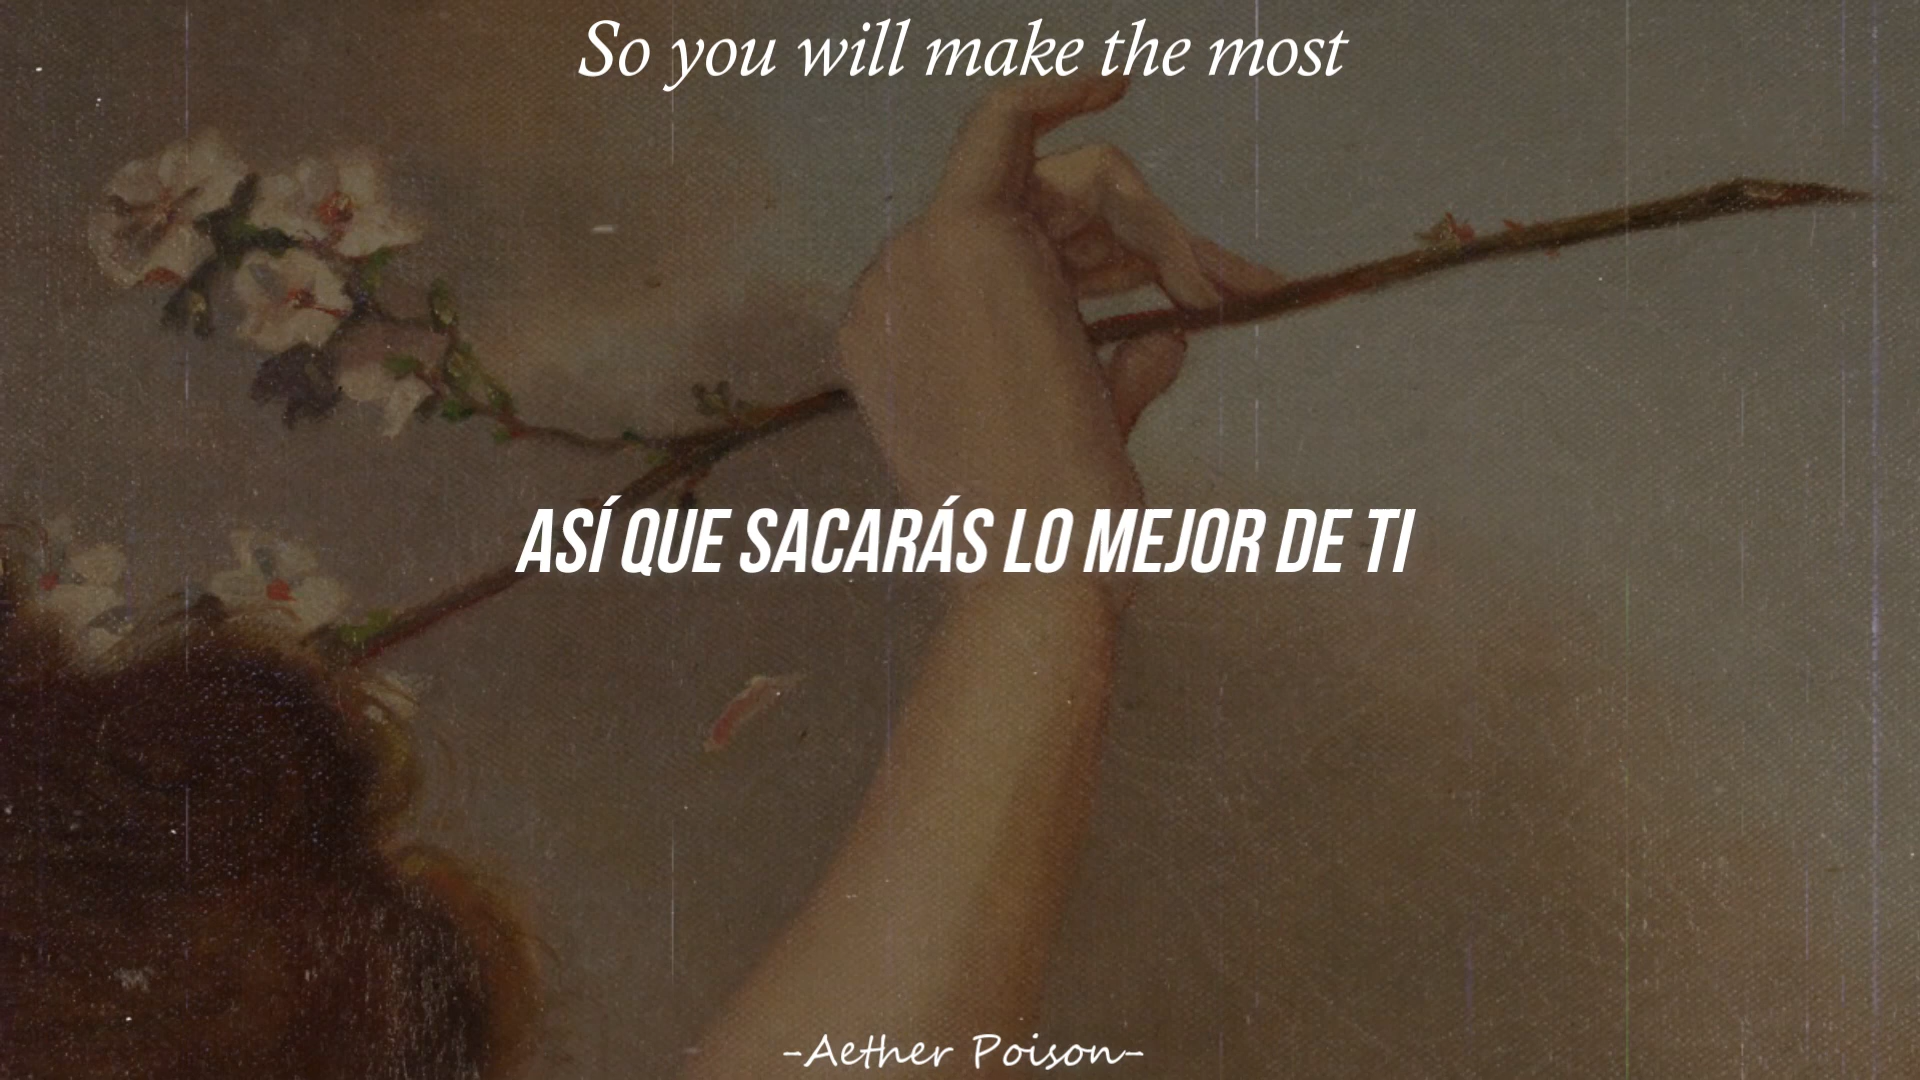 So you will make the most
ASÍ QUE SACARÁS LO MEJOR DE TI
-Aether Poison-